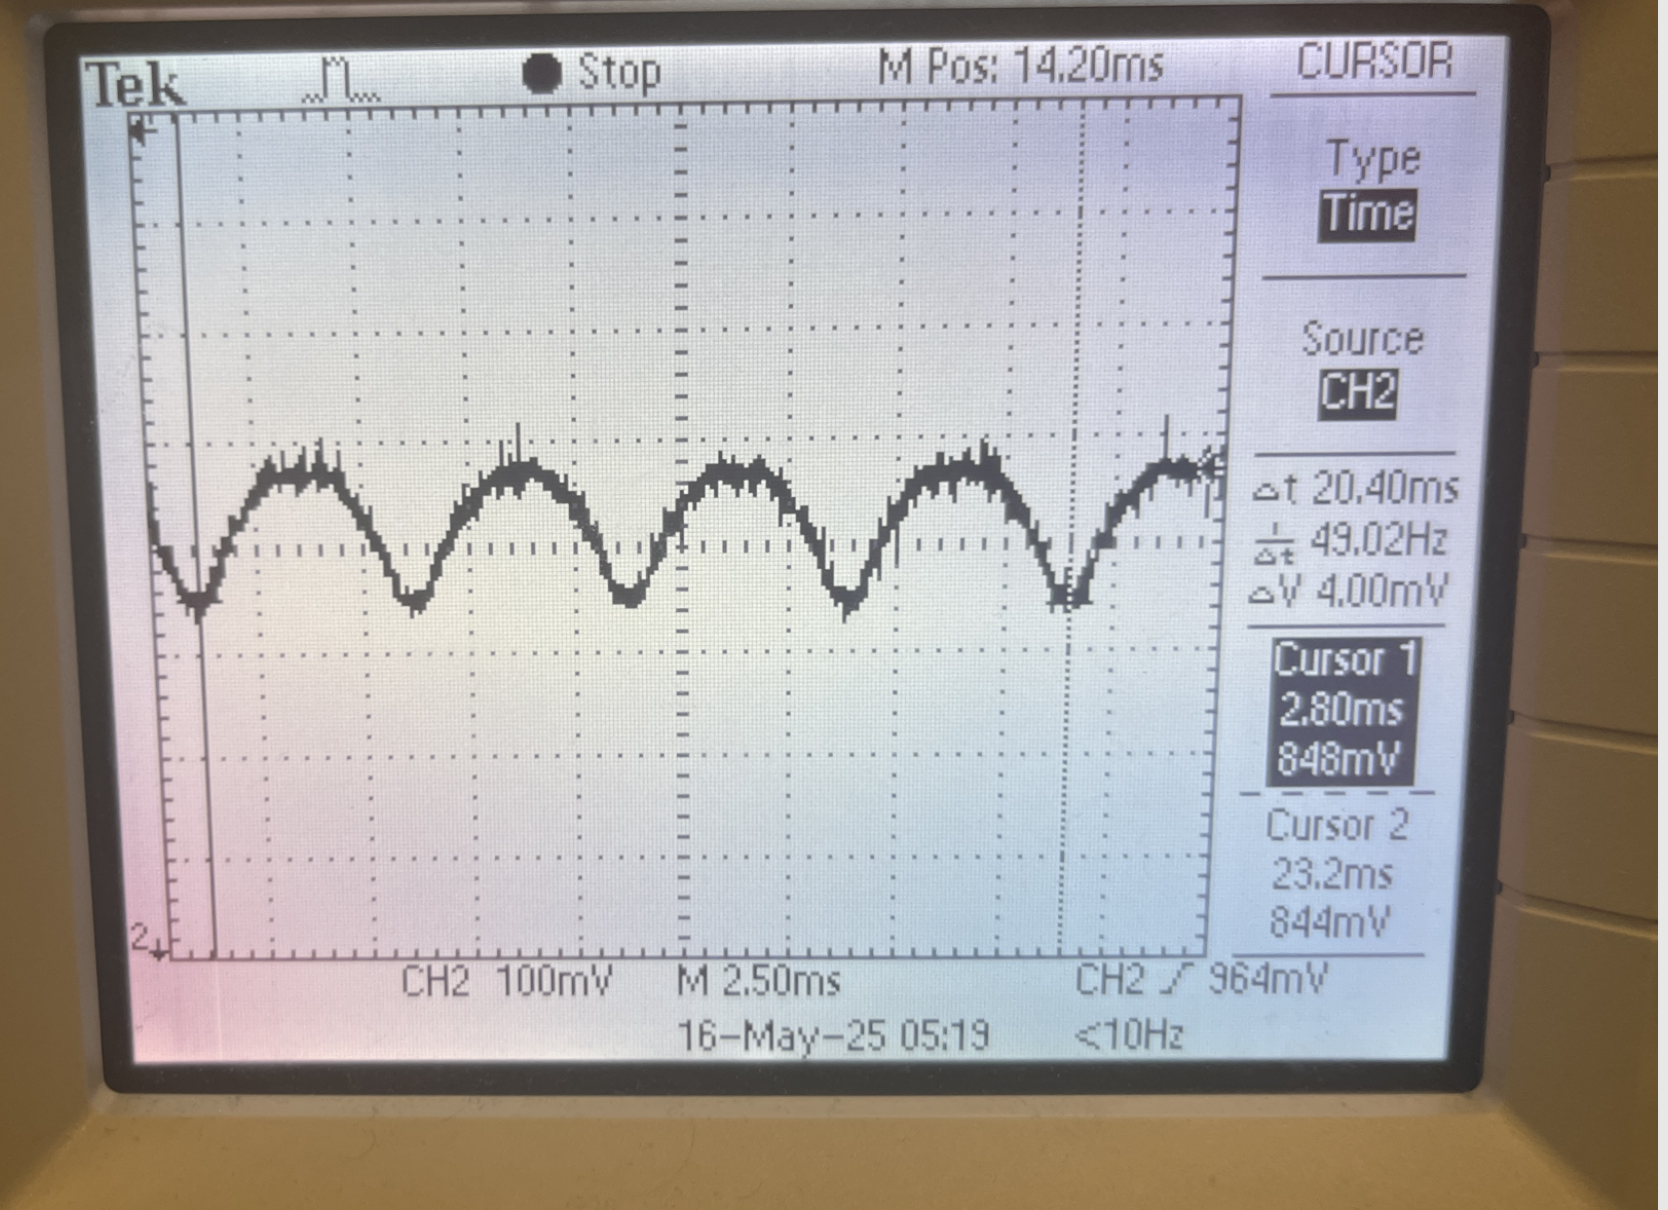 Tek Stop M Pos: 14.20ms CURSOR
Type
Time
Source
CH2
Δt 20.40ms
1/Δt 49.02Hz
ΔV 4.00mV
Cursor 1
2.80ms
848mV
Cursor 2
23.2ms
844mV
2
CH2 100mV M 2.50ms CH2 964mV
16-May-25 05:19 <10Hz